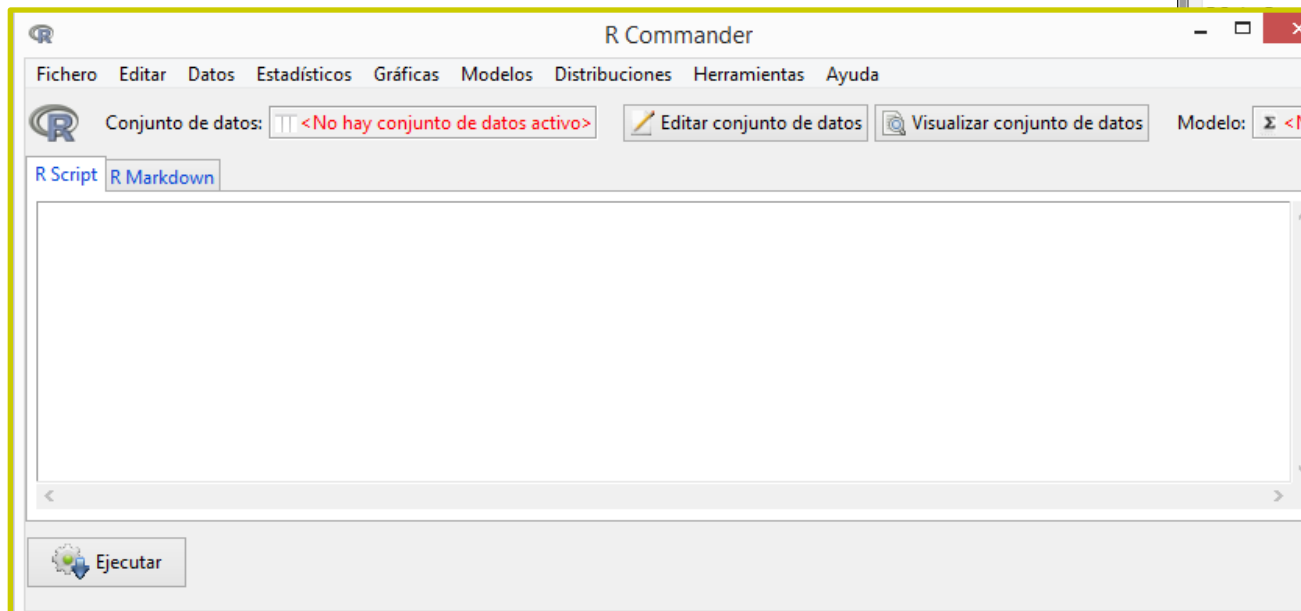 R Commander
Fichero Editar Datos Estadísticos Gráficas Modelos Distribuciones Herramientas Ayuda
Conjunto de datos: <No hay conjunto de datos activo> Editar conjunto de datos Visualizar conjunto de datos Modelo: Σ
R Script R Markdown
Ejecutar